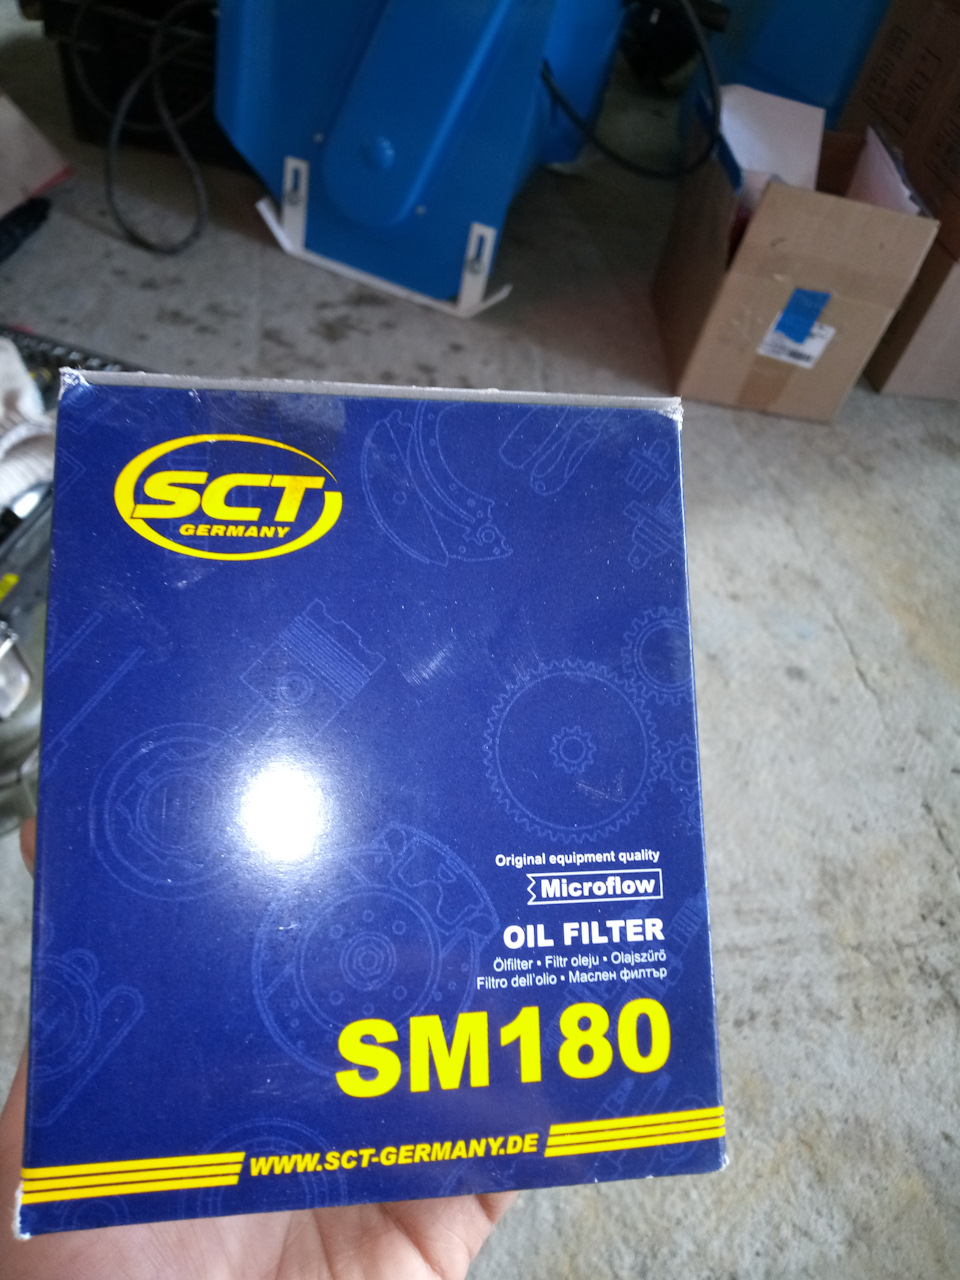 SCT
GERMANY
Original equipment quality
Microflow
OIL FILTER
Ölfilter • Filtr oleju • Olajszűrő
Filtro dell'olio • Маслен филтър
SM180
WWW.SCT-GERMANY.DE